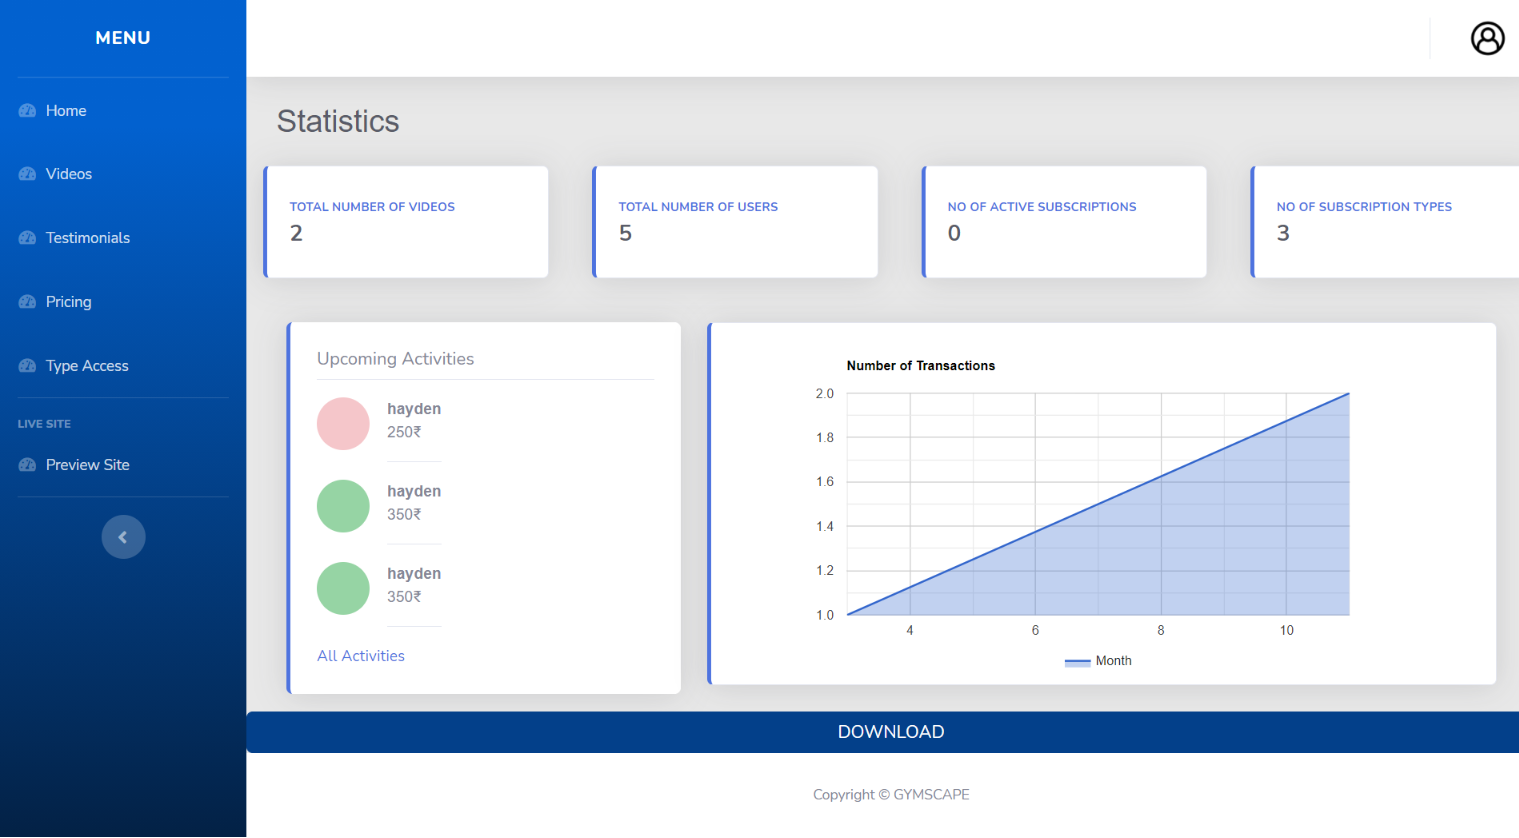 MENU
Home
Videos
Testimonials
Pricing
Type Access
LIVE SITE
Preview Site
Statistics
TOTAL NUMBER OF VIDEOS
2
TOTAL NUMBER OF USERS
5
NO OF ACTIVE SUBSCRIPTIONS
0
NO OF SUBSCRIPTION TYPES
3
Upcoming Activities
hayden
250₹
hayden
350₹
hayden
350₹
All Activities
Number of Transactions
2.0
1.8
1.6
1.4
1.2
1.0
4 6 8 10
Month
DOWNLOAD
Copyright © GYMSCAPE